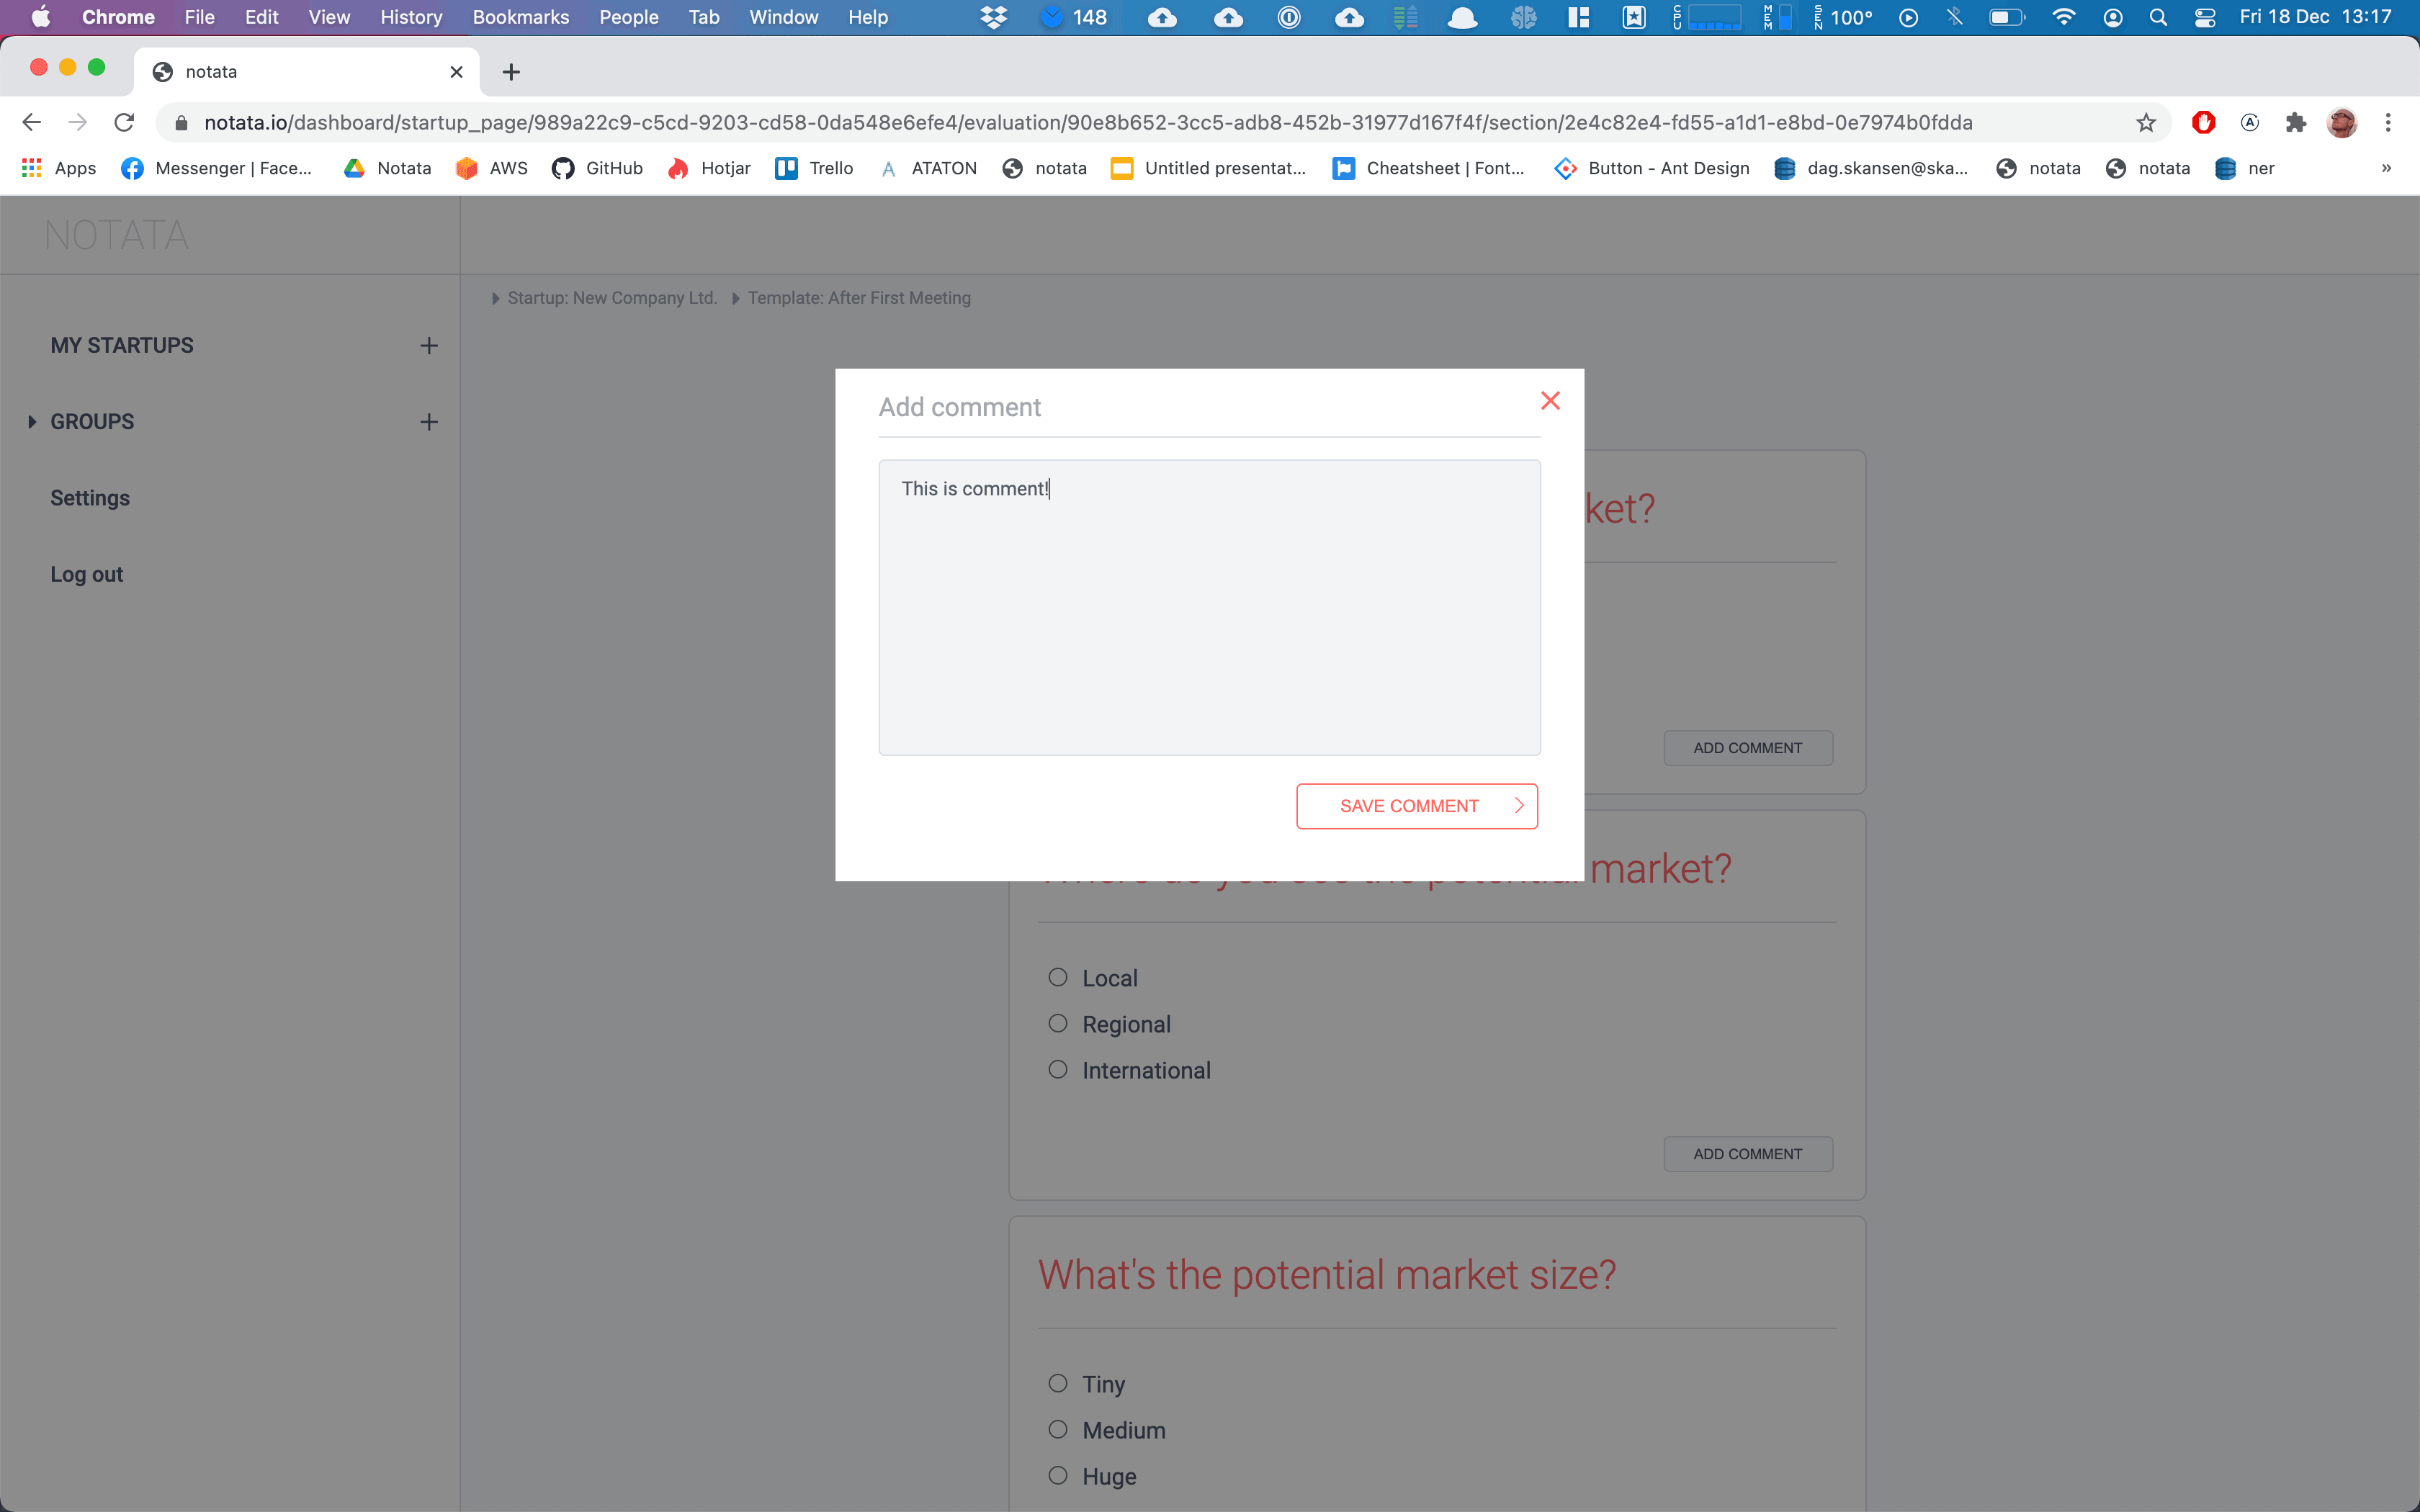 Chrome File Edit View History Bookmarks People Tab Window Help 148 CPU MEM SEN 100° Fri 18 Dec 13:17
notata
notata.io/dashboard/startup_page/989a22c9-c5cd-9203-cd58-0da548e6efe4/evaluation/90e8b652-3cc5-adb8-452b-31977d167f4f/section/2e4c82e4-fd55-a1d1-e8bd-0e7974b0fdda
Apps Messenger | Face... Notata AWS GitHub Hotjar Trello ATATON notata Untitled presentat... Cheatsheet | Font... Button - Ant Design dag.skansen@ska... notata notata ner »
NOTATA
Startup: New Company Ltd. Template: After First Meeting
MY STARTUPS
GROUPS
Settings
Log out
Add comment
This is comment!
SAVE COMMENT
ket?
ADD COMMENT
market?
Local
Regional
International
ADD COMMENT
What's the potential market size?
Tiny
Medium
Huge